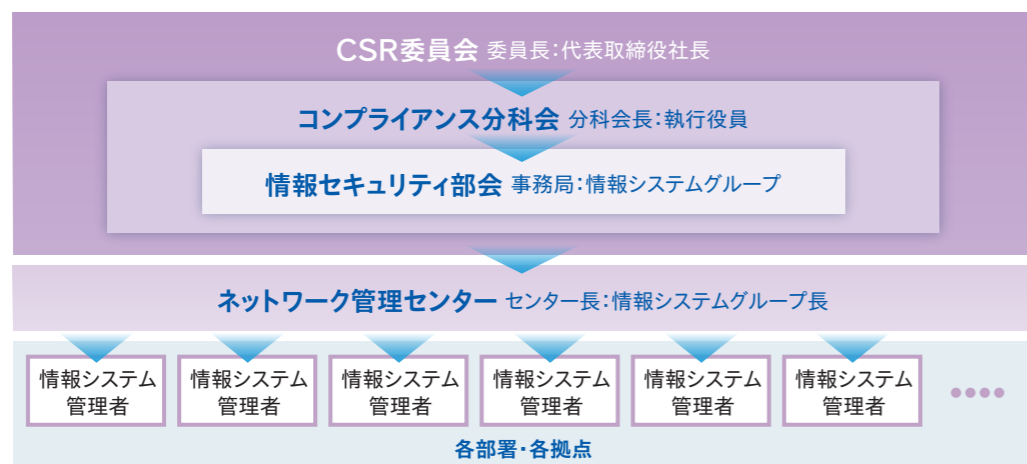 CSR委員会 委員長：代表取締役社長
コンプライアンス分科会 分科会長：執行役員
情報セキュリティ部会 事務局：情報システムグループ
ネットワーク管理センター センター長：情報システムグループ長
情報システム管理者
情報システム管理者
情報システム管理者
情報システム管理者
情報システム管理者
情報システム管理者
各部署・各拠点